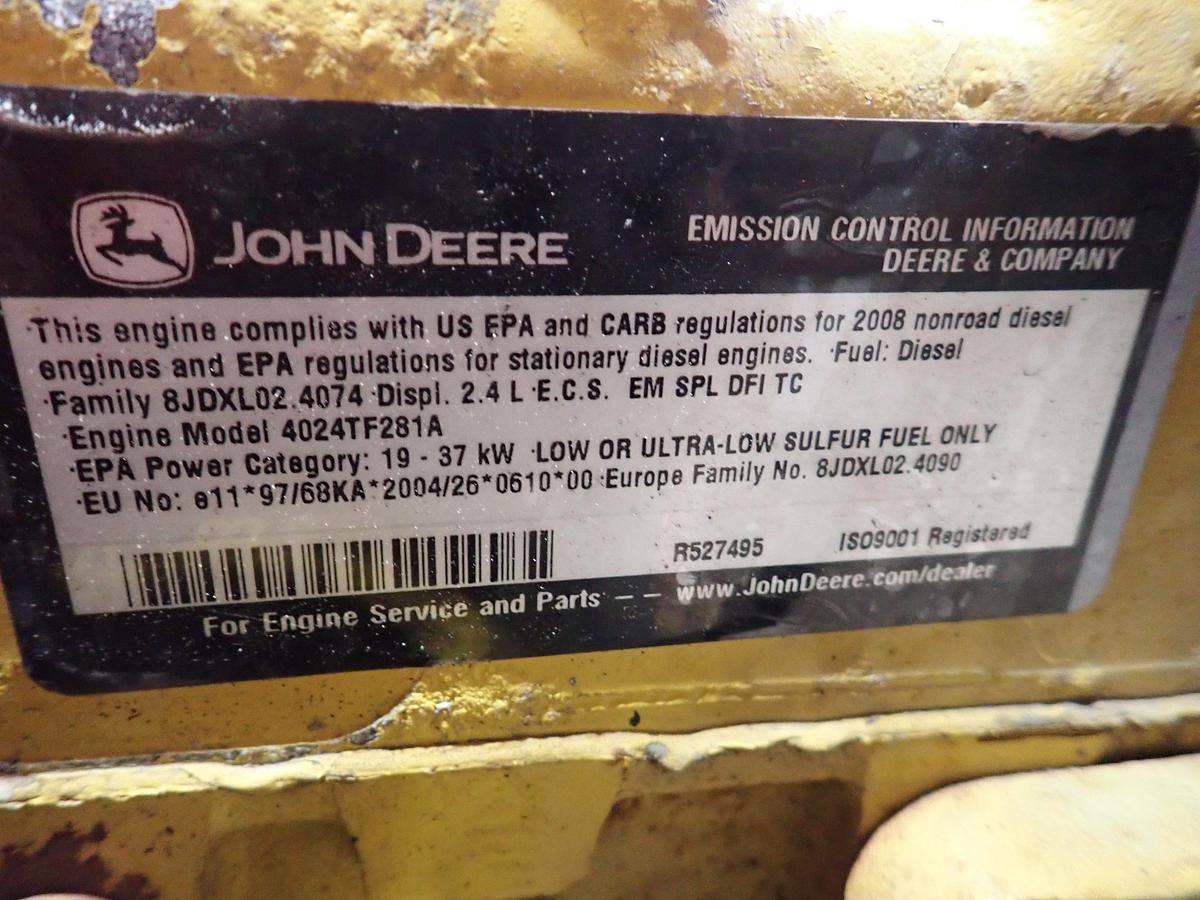 JOHN DEERE
EMISSION CONTROL INFORMATION
DEERE & COMPANY
·This engine complies with US EPA and CARB regulations for 2008 nonroad diesel
engines and EPA regulations for stationary diesel engines. ·Fuel: Diesel
·Family 8JDXL02.4074 ·Displ. 2.4 L ·E.C.S. EM SPL DFI TC
·Engine Model 4024TF281A
·EPA Power Category: 19 - 37 kW ·LOW OR ULTRA-LOW SULFUR FUEL ONLY
·EU No: e11*97/68KA*2004/26*0610*00 ·Europe Family No. 8JDXL02.4090
R527495 ISO9001 Registered
For Engine Service and Parts - - www.JohnDeere.com/dealer